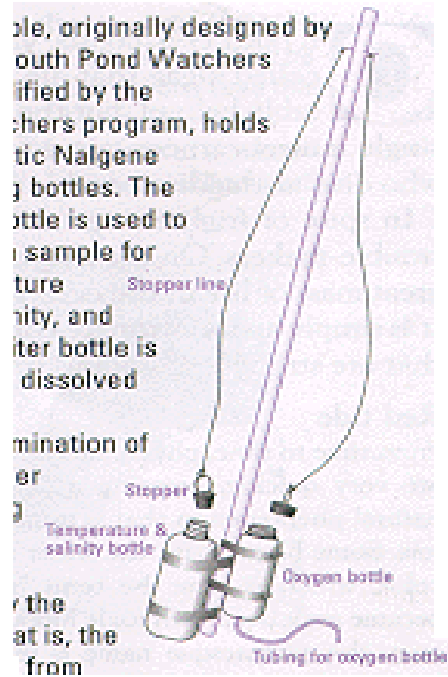 ole, originally designed by
outh Pond Watchers
ified by the
chers program, holds
tic Nalgene
g bottles. The
ottle is used to
sample for
ture
Stopper line
nity, and
iter bottle is
dissolved
mination of
er
Stopper
g
Temperature &
salinity bottle
Oxygen bottle
y the
at is, the
Tubing for oxygen bottle
from